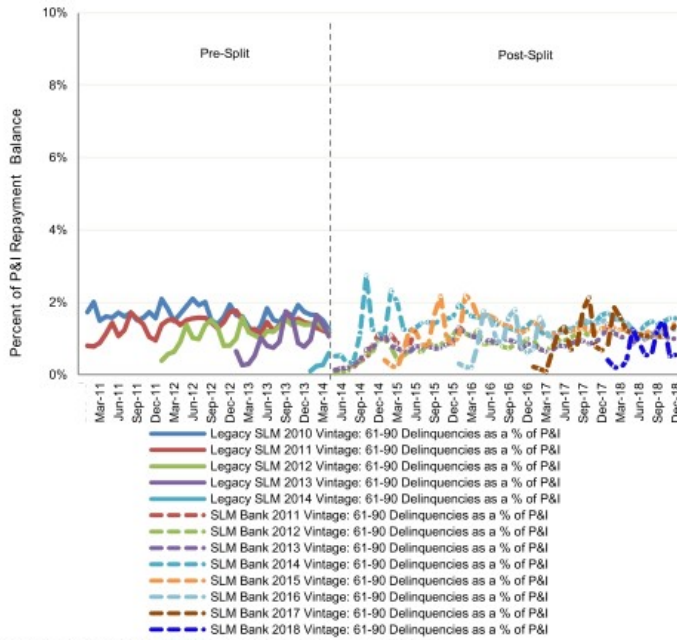 10%
Pre-Split
Post-Split
8%
6%
4%
2%
0%
Percent of P&I Repayment Balance
Mar-11
Jun-11
Sep-11
Dec-11
Mar-12
Jun-12
Sep-12
Dec-12
Mar-13
Jun-13
Sep-13
Dec-13
Mar-14
Jun-14
Sep-14
Dec-14
Mar-15
Jun-15
Sep-15
Dec-15
Mar-16
Jun-16
Sep-16
Dec-16
Mar-17
Jun-17
Sep-17
Dec-17
Mar-18
Jun-18
Sep-18
Dec-18
Legacy SLM 2010 Vintage: 61-90 Delinquencies as a % of P&I
Legacy SLM 2011 Vintage: 61-90 Delinquencies as a % of P&I
Legacy SLM 2012 Vintage: 61-90 Delinquencies as a % of P&I
Legacy SLM 2013 Vintage: 61-90 Delinquencies as a % of P&I
Legacy SLM 2014 Vintage: 61-90 Delinquencies as a % of P&I
SLM Bank 2011 Vintage: 61-90 Delinquencies as a % of P&I
SLM Bank 2012 Vintage: 61-90 Delinquencies as a % of P&I
SLM Bank 2013 Vintage: 61-90 Delinquencies as a % of P&I
SLM Bank 2014 Vintage: 61-90 Delinquencies as a % of P&I
SLM Bank 2015 Vintage: 61-90 Delinquencies as a % of P&I
SLM Bank 2016 Vintage: 61-90 Delinquencies as a % of P&I
SLM Bank 2017 Vintage: 61-90 Delinquencies as a % of P&I
SLM Bank 2018 Vintage: 61-90 Delinquencies as a % of P&I